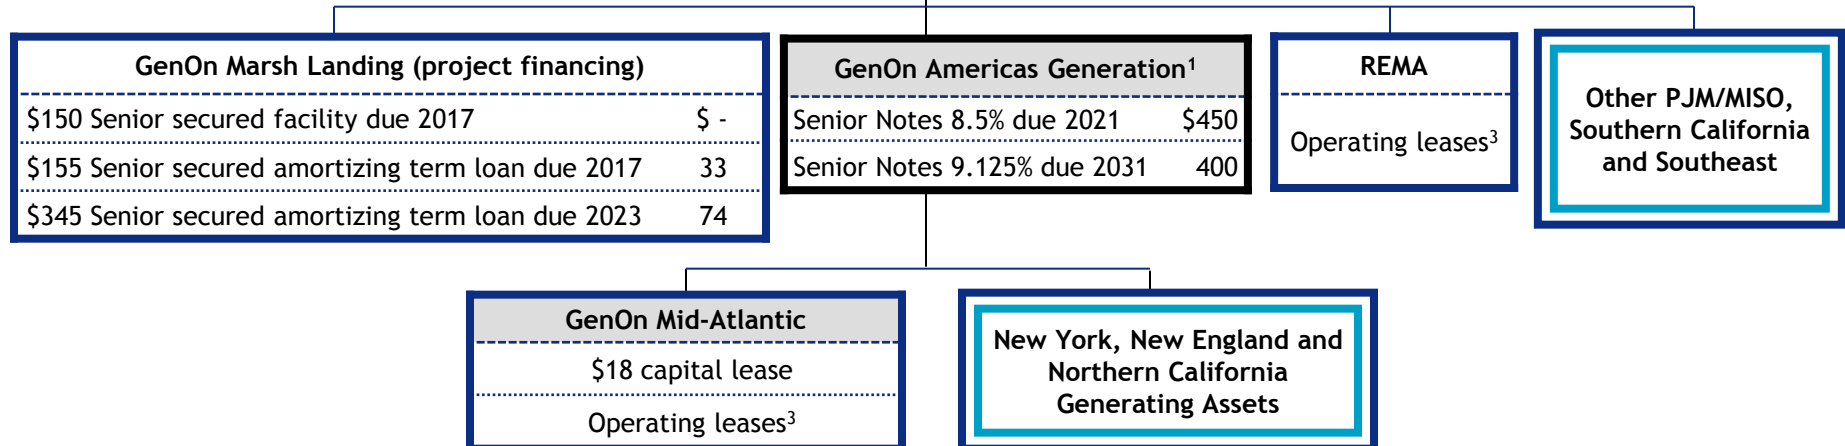 GenOn Marsh Landing (project financing)
$150 Senior secured facility due 2017 $ -
$155 Senior secured amortizing term loan due 2017 33
$345 Senior secured amortizing term loan due 2023 74
GenOn Americas Generation¹
Senior Notes 8.5% due 2021 $450
Senior Notes 9.125% due 2031 400
REMA
Operating leases³
Other PJM/MISO,
Southern California
and Southeast
GenOn Mid-Atlantic
$18 capital lease
Operating leases³
New York, New England and
Northern California
Generating Assets